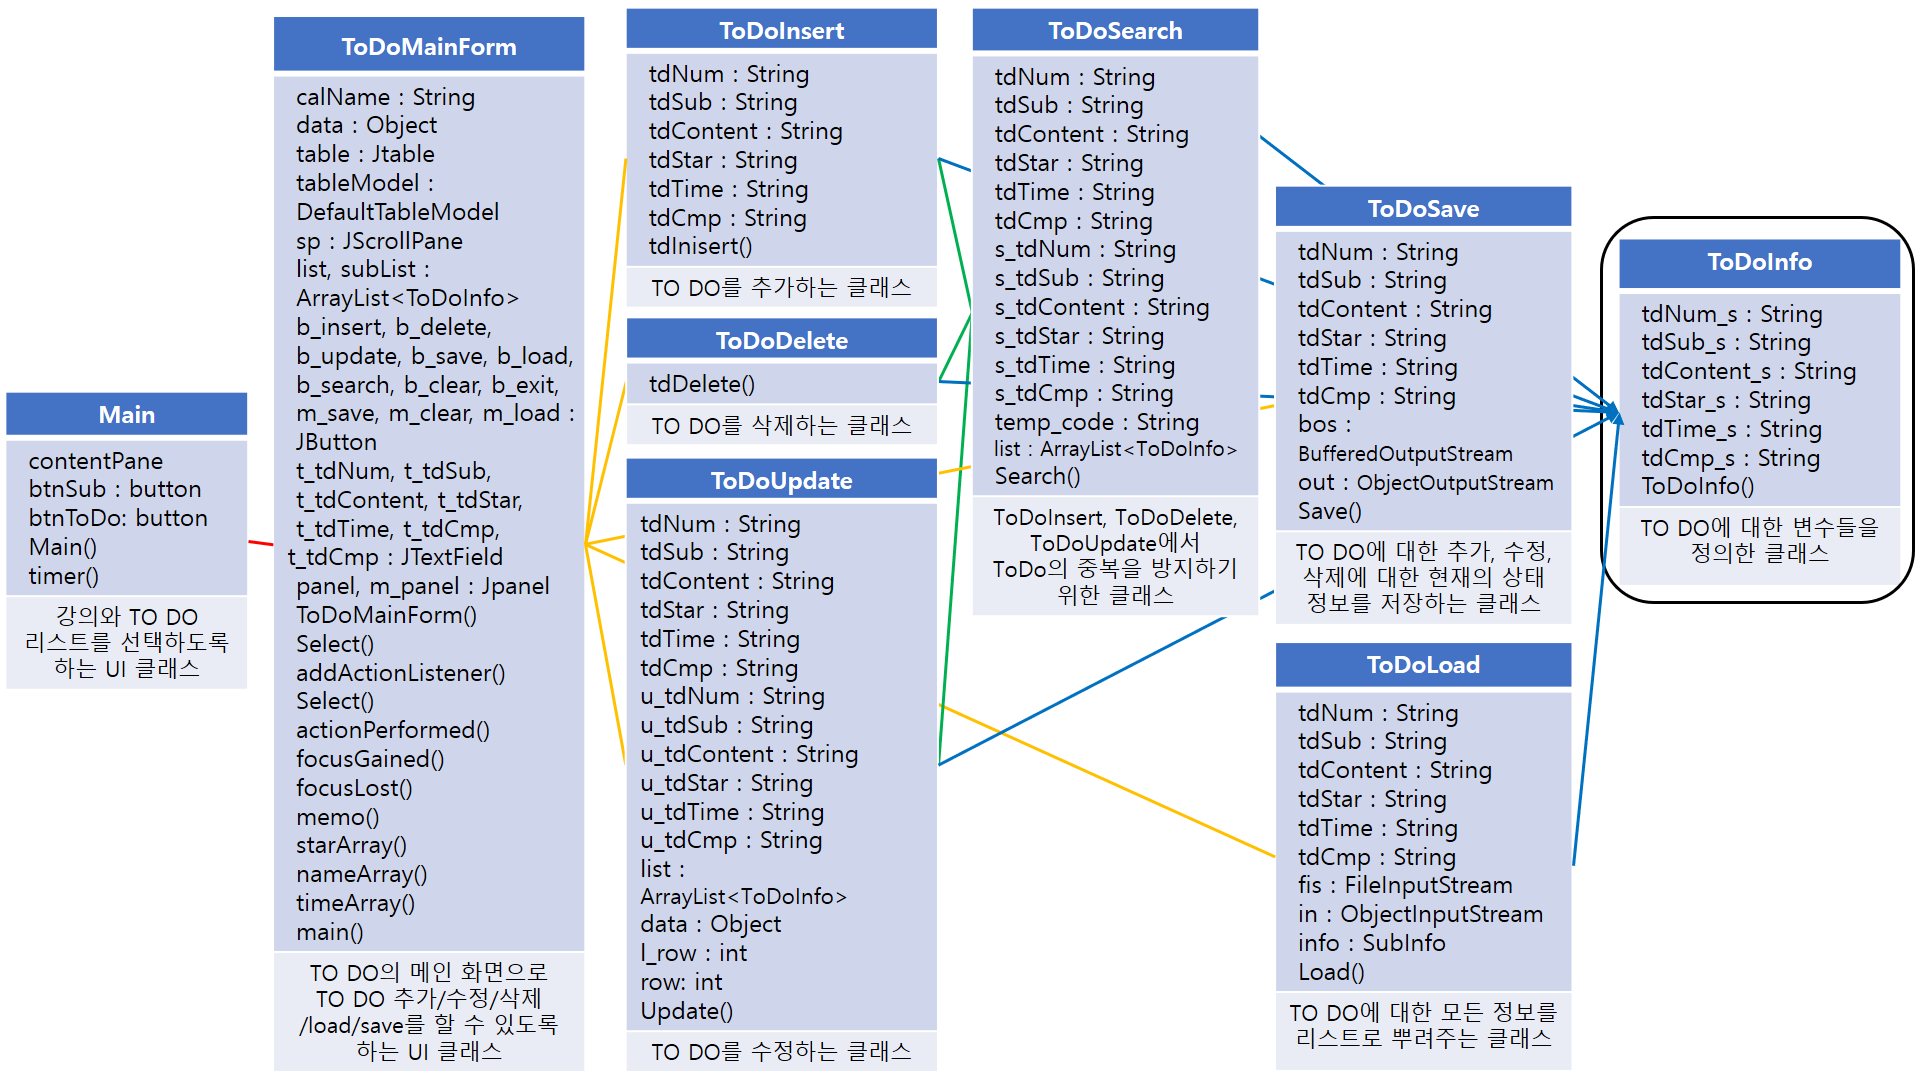 Main
contentPane
btnSub : button
btnToDo: button
Main()
timer()
강의와 TO DO
리스트를 선택하도록
하는 UI 클래스
ToDoMainForm
calName : String
data : Object
table : Jtable
tableModel :
DefaultTableModel
sp : JScrollPane
list, subList :
ArrayList<ToDoInfo>
b_insert, b_delete,
b_update, b_save, b_load,
b_search, b_clear, b_exit,
m_save, m_clear, m_load :
JButton
t_tdNum, t_tdSub,
t_tdContent, t_tdStar,
t_tdTime, t_tdCmp,
t_tdCmp : JTextField
panel, m_panel : Jpanel
ToDoMainForm()
Select()
addActionListener()
Select()
actionPerformed()
focusGained()
focusLost()
memo()
starArray()
nameArray()
timeArray()
main()
TO DO의 메인 화면으로
TO DO 추가/수정/삭제
/load/save를 할 수 있도록
하는 UI 클래스
ToDoInsert
tdNum : String
tdSub : String
tdContent : String
tdStar : String
tdTime : String
tdCmp : String
tdInisert()
TO DO를 추가하는 클래스
ToDoDelete
tdDelete()
TO DO를 삭제하는 클래스
ToDoUpdate
tdNum : String
tdSub : String
tdContent : String
tdStar : String
tdTime : String
tdCmp : String
u_tdNum : String
u_tdSub : String
u_tdContent : String
u_tdStar : String
u_tdTime : String
u_tdCmp : String
list :
ArrayList<ToDoInfo>
data : Object
l_row : int
row: int
Update()
TO DO를 수정하는 클래스
ToDoSearch
tdNum : String
tdSub : String
tdContent : String
tdStar : String
tdTime : String
tdCmp : String
s_tdNum : String
s_tdSub : String
s_tdContent : String
s_tdStar : String
s_tdTime : String
s_tdCmp : String
temp_code : String
list : ArrayList<ToDoInfo>
Search()
ToDoInsert, ToDoDelete,
ToDoUpdate에서
ToDo의 중복을 방지하기
위한 클래스
ToDoSave
tdNum : String
tdSub : String
tdContent : String
tdStar : String
tdTime : String
tdCmp : String
bos :
BufferedOutputStream
out : ObjectOutputStream
Save()
TO DO에 대한 추가, 수정,
삭제에 대한 현재의 상태
정보를 저장하는 클래스
ToDoLoad
tdNum : String
tdSub : String
tdContent : String
tdStar : String
tdTime : String
tdCmp : String
fis : FileInputStream
in : ObjectInputStream
info : SubInfo
Load()
TO DO에 대한 모든 정보를
리스트로 뿌려주는 클래스
ToDoInfo
tdNum_s : String
tdSub_s : String
tdContent_s : String
tdStar_s : String
tdTime_s : String
tdCmp_s : String
ToDoInfo()
TO DO에 대한 변수들을
정의한 클래스